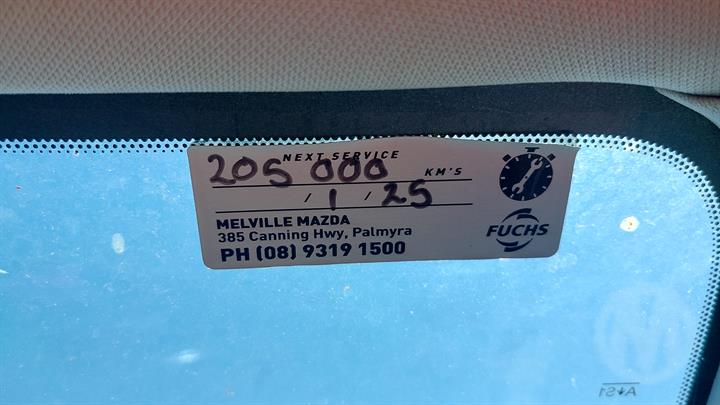 NEXT SERVICE
205 000 KM'S
/ 1 / 25
MELVILLE MAZDA
385 Canning Hwy, Palmyra
PH (08) 9319 1500
FUCHS
M